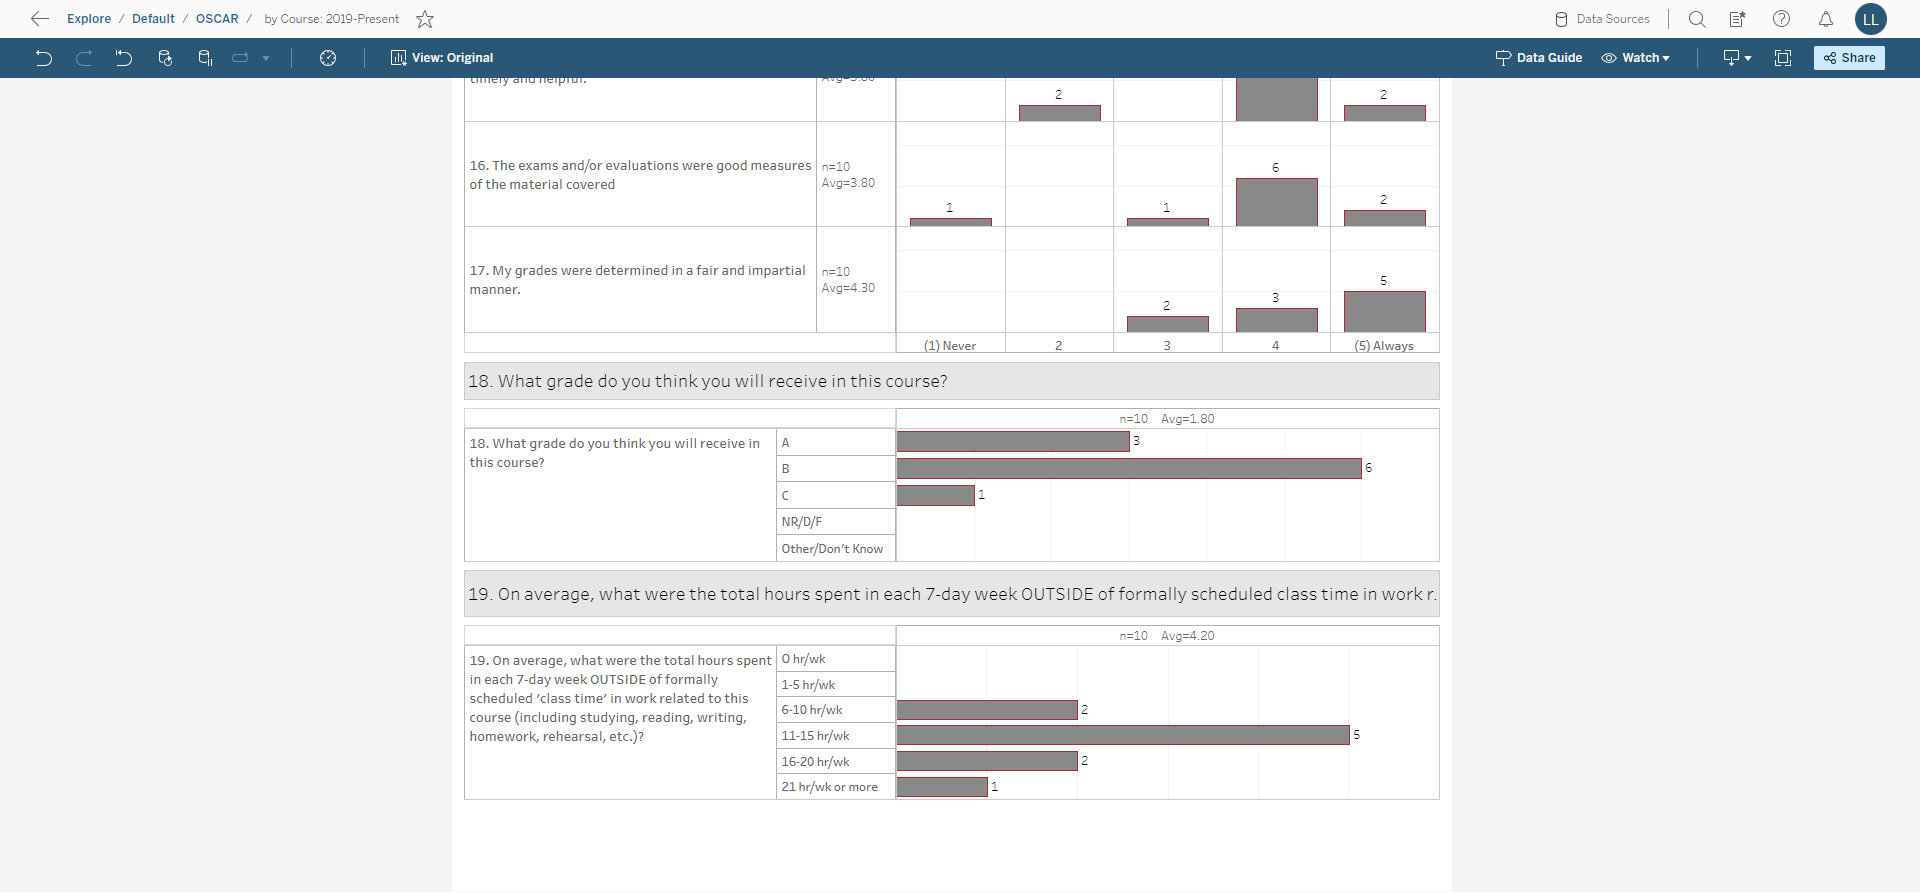 Explore / Default / OSCAR / by Course: 2019-Present
Data Sources
LL
View: Original
Data Guide
Watch
Share
timely and helpful.
2
2
16. The exams and/or evaluations were good measures
of the material covered
n=10
Avg=3.80
1
1
6
2
17. My grades were determined in a fair and impartial
manner.
n=10
Avg=4.30
2
3
5
(1) Never
2
3
4
(5) Always
18. What grade do you think you will receive in this course?
n=10 Avg=1.80
18. What grade do you think you will receive in
this course?
A
3
B
6
C
1
NR/D/F
Other/Don't Know
19. On average, what were the total hours spent in each 7-day week OUTSIDE of formally scheduled class time in work r.
n=10 Avg=4.20
19. On average, what were the total hours spent
in each 7-day week OUTSIDE of formally
scheduled ‘class time’ in work related to this
course (including studying, reading, writing,
homework, rehearsal, etc.)?
0 hr/wk
1-5 hr/wk
6-10 hr/wk
2
11-15 hr/wk
5
16-20 hr/wk
2
21 hr/wk or more
1